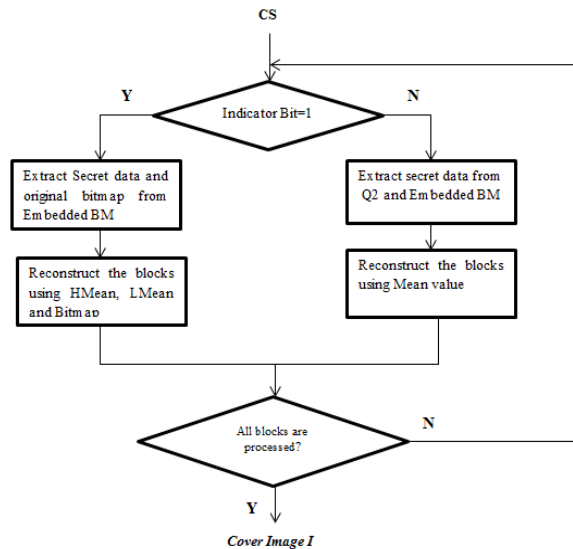 CS
Y
N
Indicator Bit=1
Extract Secret data and
original bitmap from
Embedded BM
Extract secret data from
Q2 and Embedded BM
Reconstruct the blocks
using HMean, LMean
and Bitmap
Reconstruct the blocks
using Mean value
All blocks are
processed?
N
Y
Cover Image I